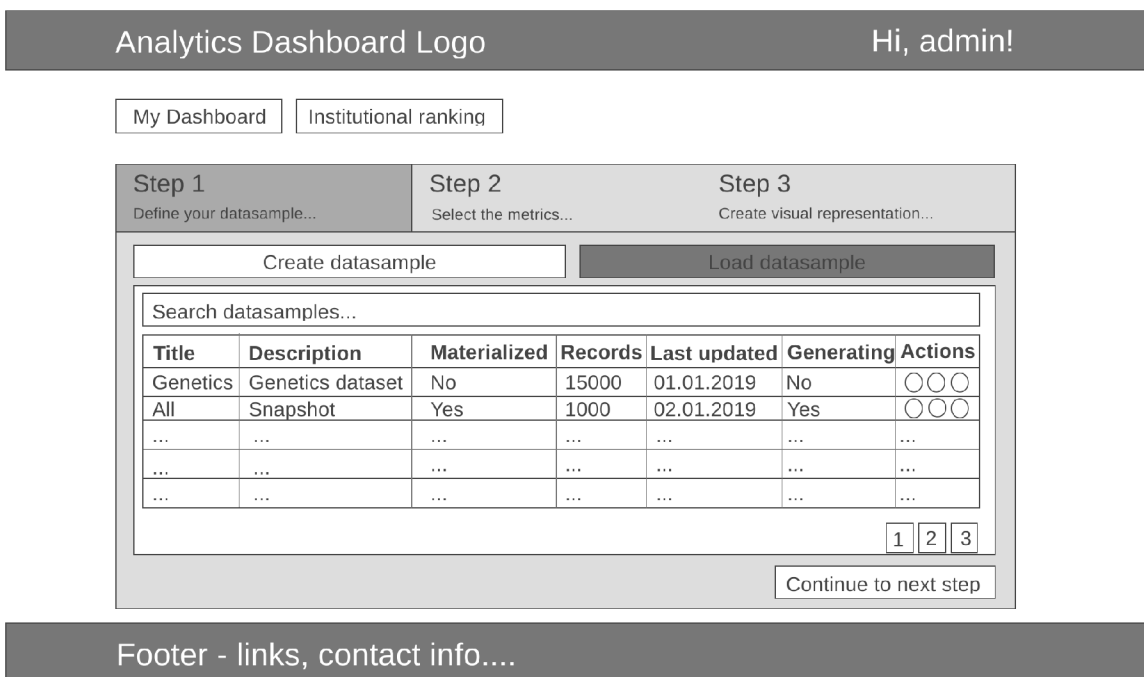 Analytics Dashboard Logo Hi, admin!
My Dashboard Institutional ranking
Step 1 Step 2 Step 3
Define your datasample... Select the metrics... Create visual representation...
Create datasample Load datasample
Search datasamples...
Title Description Materialized Records Last updated Generating Actions
Genetics Genetics dataset No 15000 01.01.2019 No
All Snapshot Yes 1000 02.01.2019 Yes
... ... ... ... ... ... ...
... ... ... ... ... ... ...
... ... ... ... ... ... ...
1 2 3
Continue to next step
Footer - links, contact info....